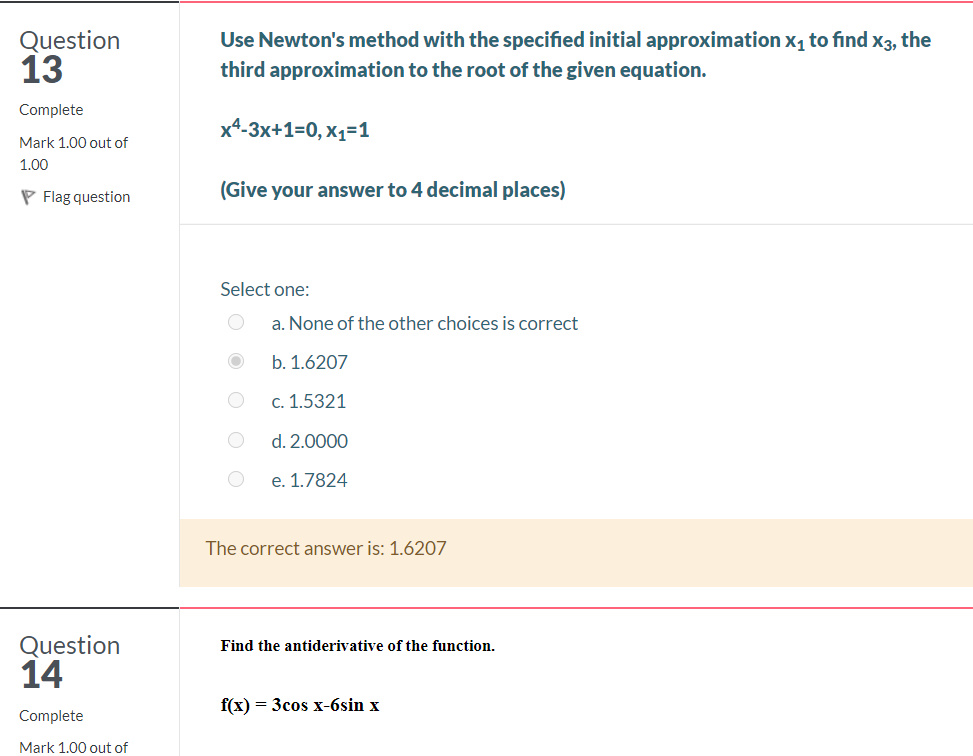 Question
13
Complete
Mark 1.00 out of
1.00
Flag question
Use Newton's method with the specified initial approximation x₁ to find x₃, the
third approximation to the root of the given equation.
x⁴-3x+1=0, x₁=1
(Give your answer to 4 decimal places)
Select one:
a. None of the other choices is correct
b. 1.6207
c. 1.5321
d. 2.0000
e. 1.7824
The correct answer is: 1.6207
Question
14
Complete
Mark 1.00 out of
Find the antiderivative of the function.
f(x) = 3cos x-6sin x